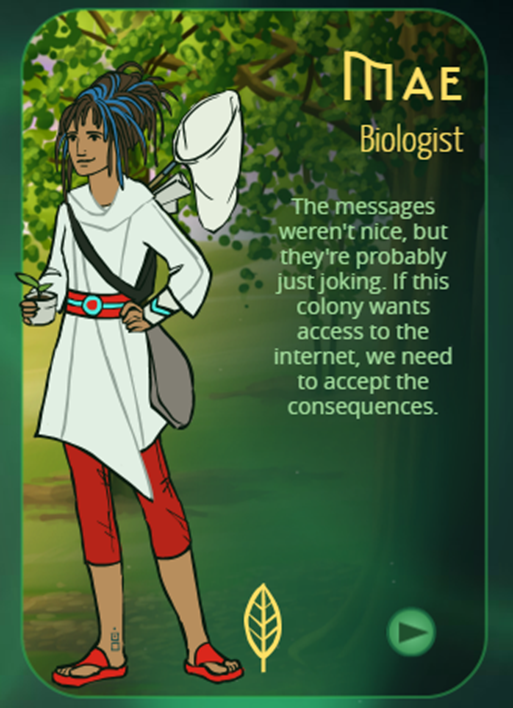 Mae
Biologist
The messages
weren't nice, but
they're probably
just joking. If this
colony wants
access to the
internet, we need
to accept the
consequences.